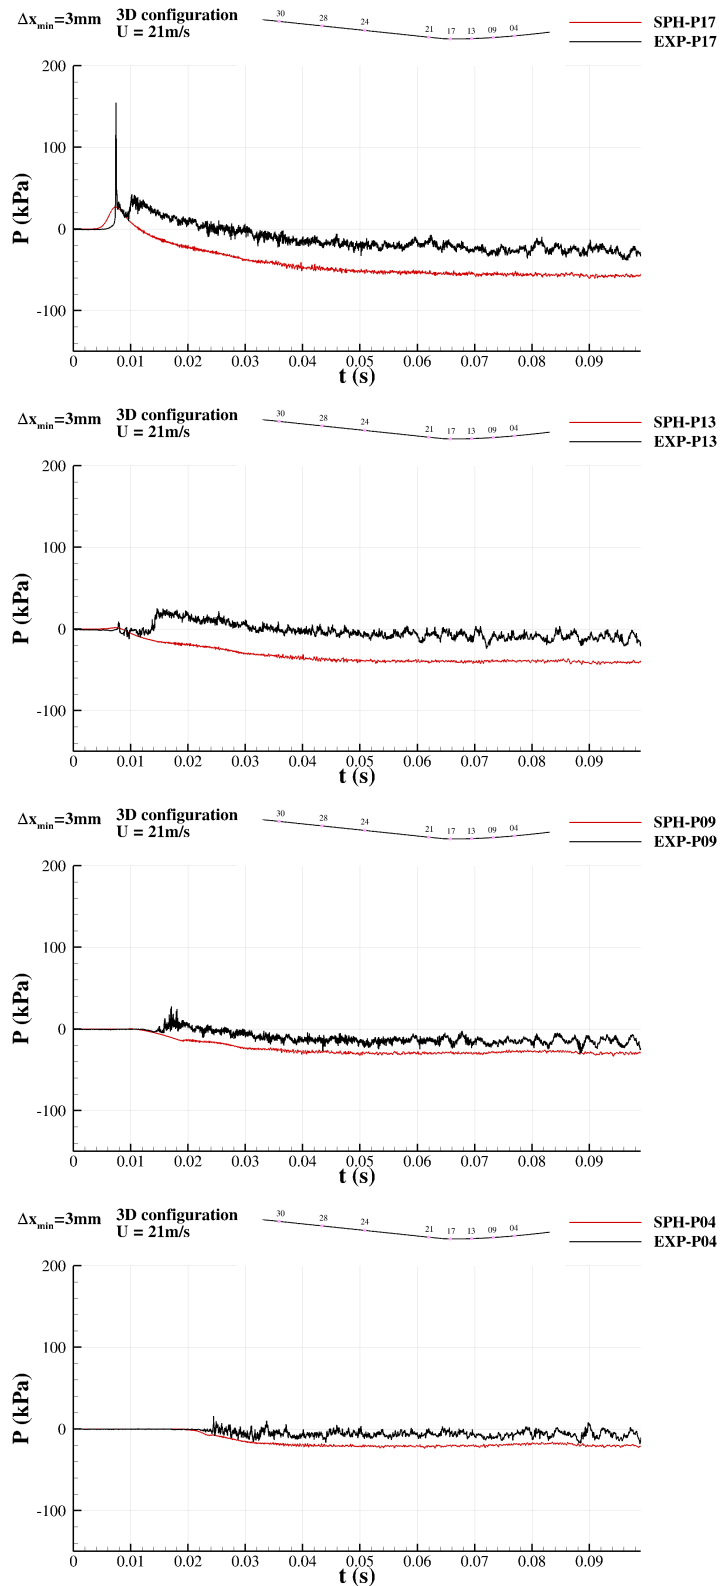 Δx_min=3mm 3D configuration U = 21m/s
30 28 24 21 17 13 09 04
SPH-P17
EXP-P17
P (kPa)
200
100
0
-100
0 0.01 0.02 0.03 0.04 0.05 0.06 0.07 0.08 0.09
t (s)
Δx_min=3mm 3D configuration U = 21m/s
30 28 24 21 17 13 09 04
SPH-P13
EXP-P13
P (kPa)
200
100
0
-100
0 0.01 0.02 0.03 0.04 0.05 0.06 0.07 0.08 0.09
t (s)
Δx_min=3mm 3D configuration U = 21m/s
30 28 24 21 17 13 09 04
SPH-P09
EXP-P09
P (kPa)
200
100
0
-100
0 0.01 0.02 0.03 0.04 0.05 0.06 0.07 0.08 0.09
t (s)
Δx_min=3mm 3D configuration U = 21m/s
30 28 24 21 17 13 09 04
SPH-P04
EXP-P04
P (kPa)
200
100
0
-100
0 0.01 0.02 0.03 0.04 0.05 0.06 0.07 0.08 0.09
t (s)